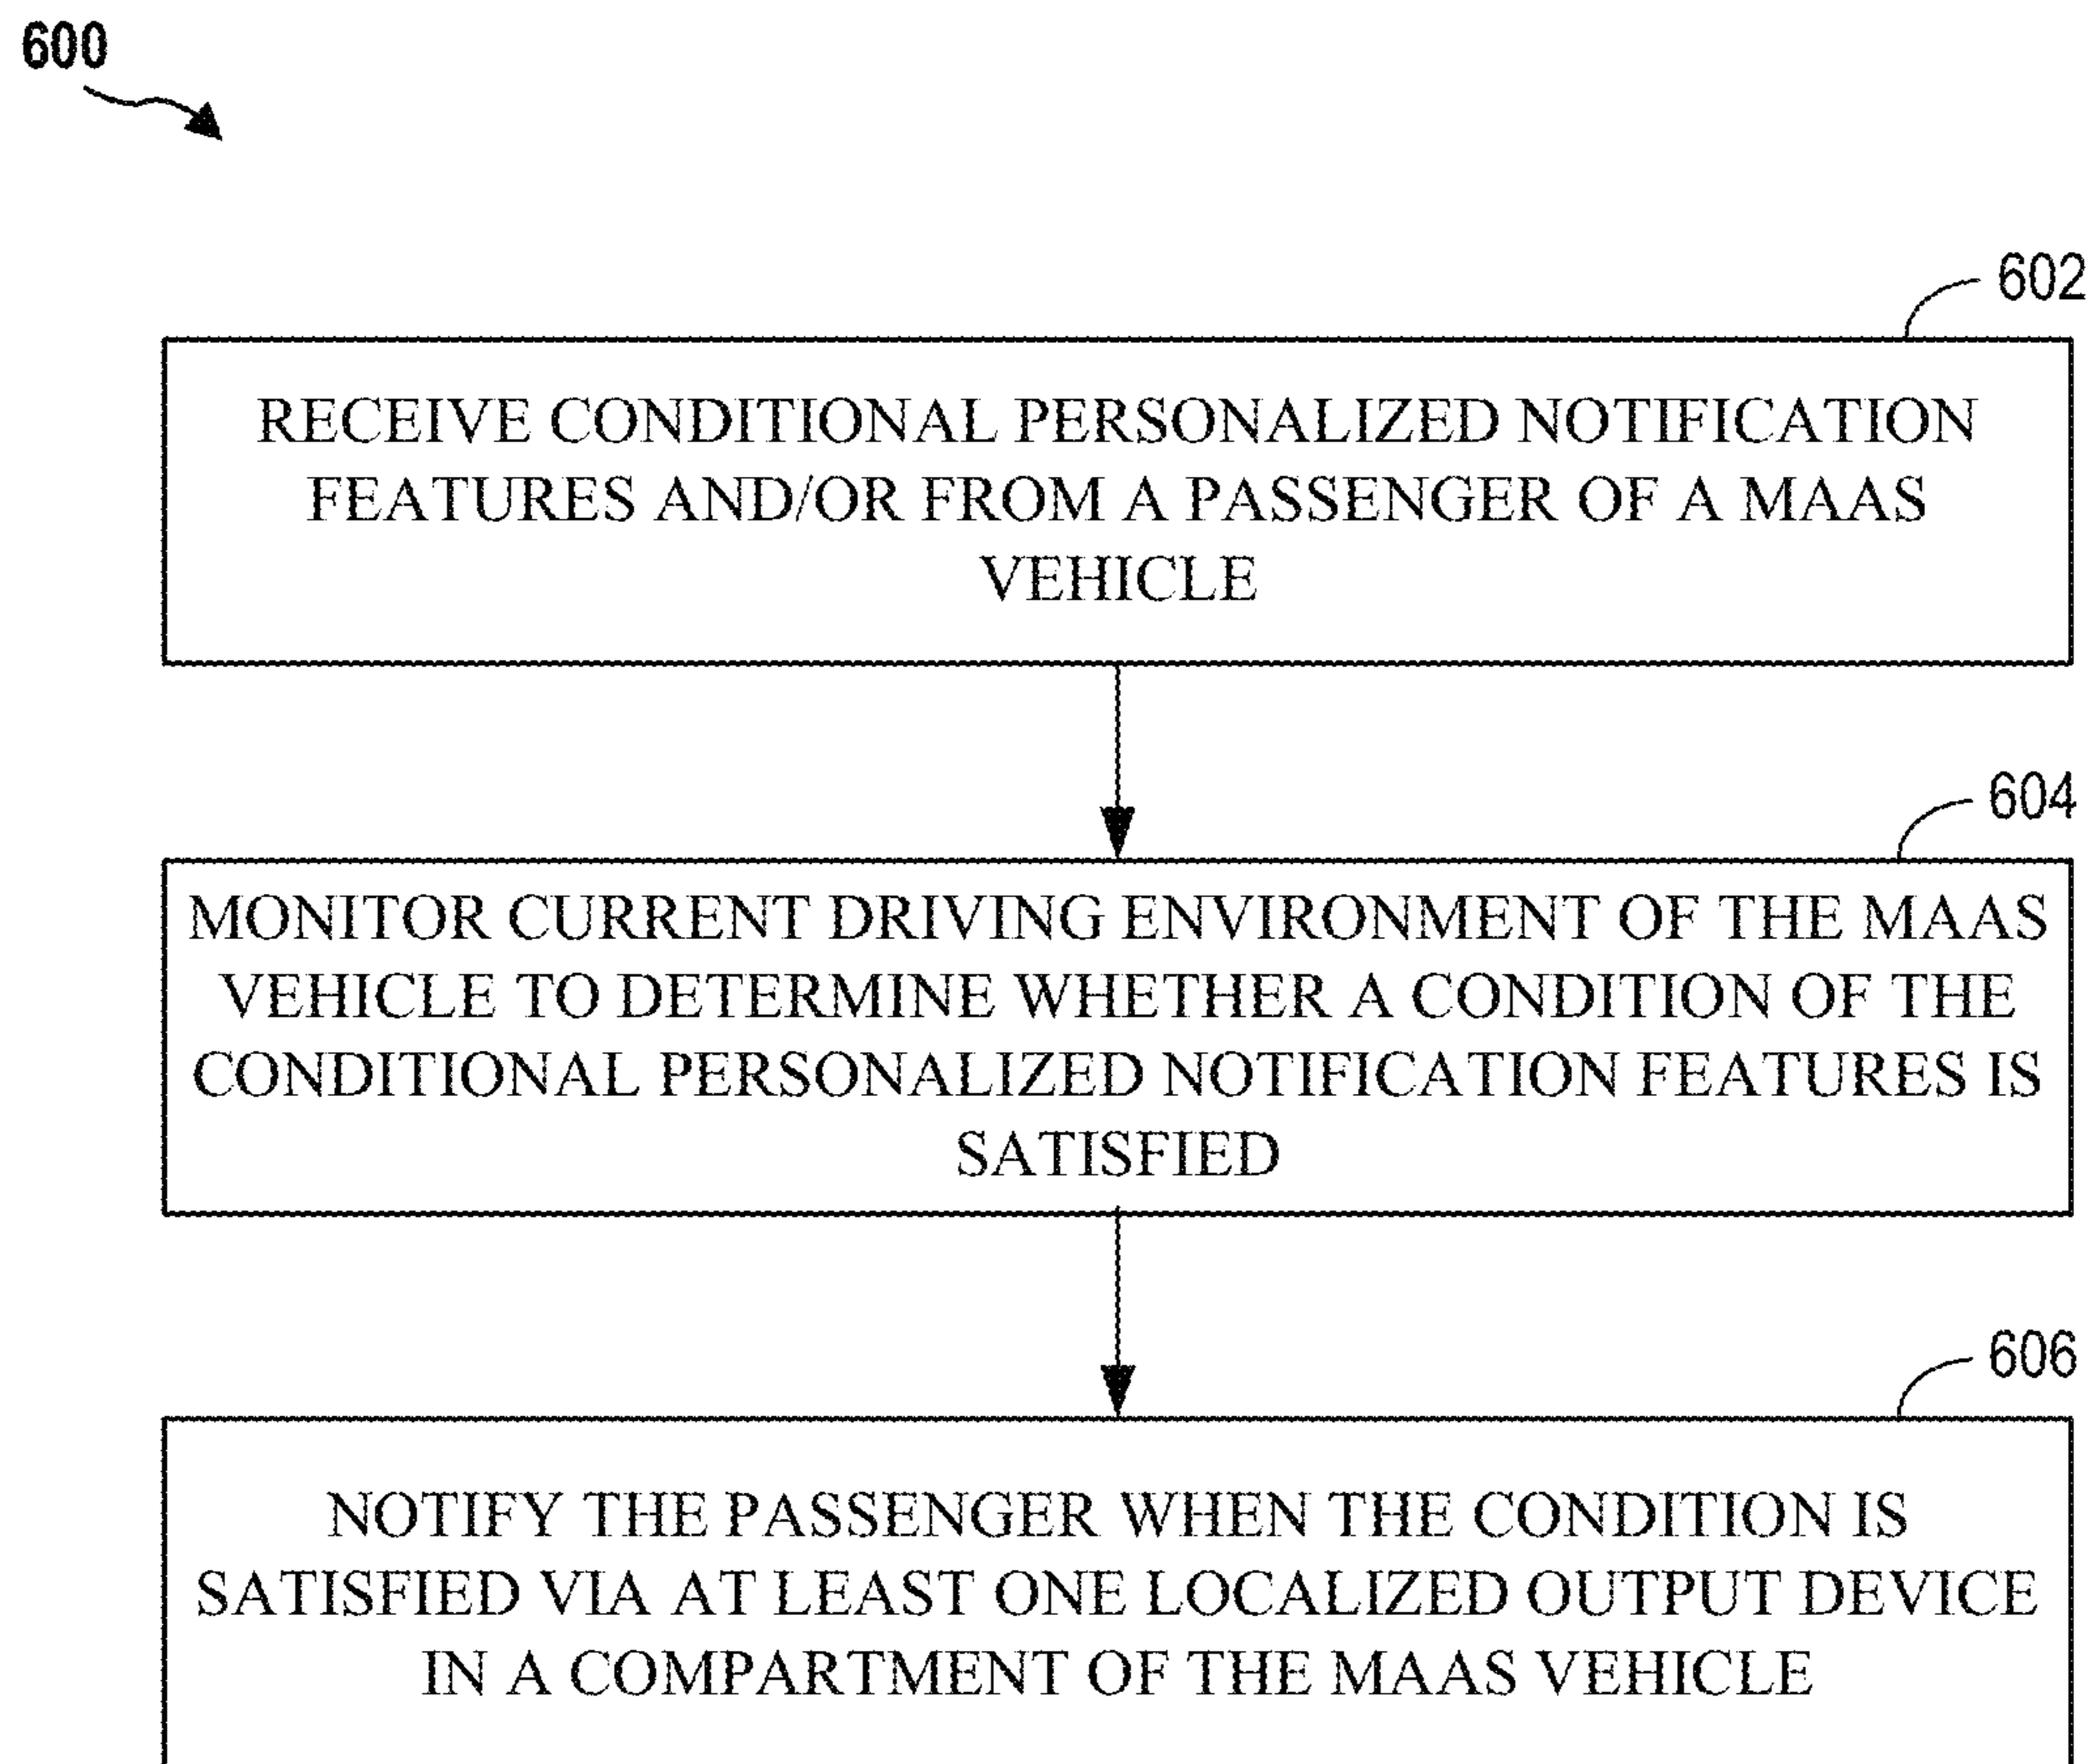 600
602
RECEIVE CONDITIONAL PERSONALIZED NOTIFICATION
FEATURES AND/OR FROM A PASSENGER OF A MAAS
VEHICLE
604
MONITOR CURRENT DRIVING ENVIRONMENT OF THE MAAS
VEHICLE TO DETERMINE WHETHER A CONDITION OF THE
CONDITIONAL PERSONALIZED NOTIFICATION FEATURES IS
SATISFIED
606
NOTIFY THE PASSENGER WHEN THE CONDITION IS
SATISFIED VIA AT LEAST ONE LOCALIZED OUTPUT DEVICE
IN A COMPARTMENT OF THE MAAS VEHICLE